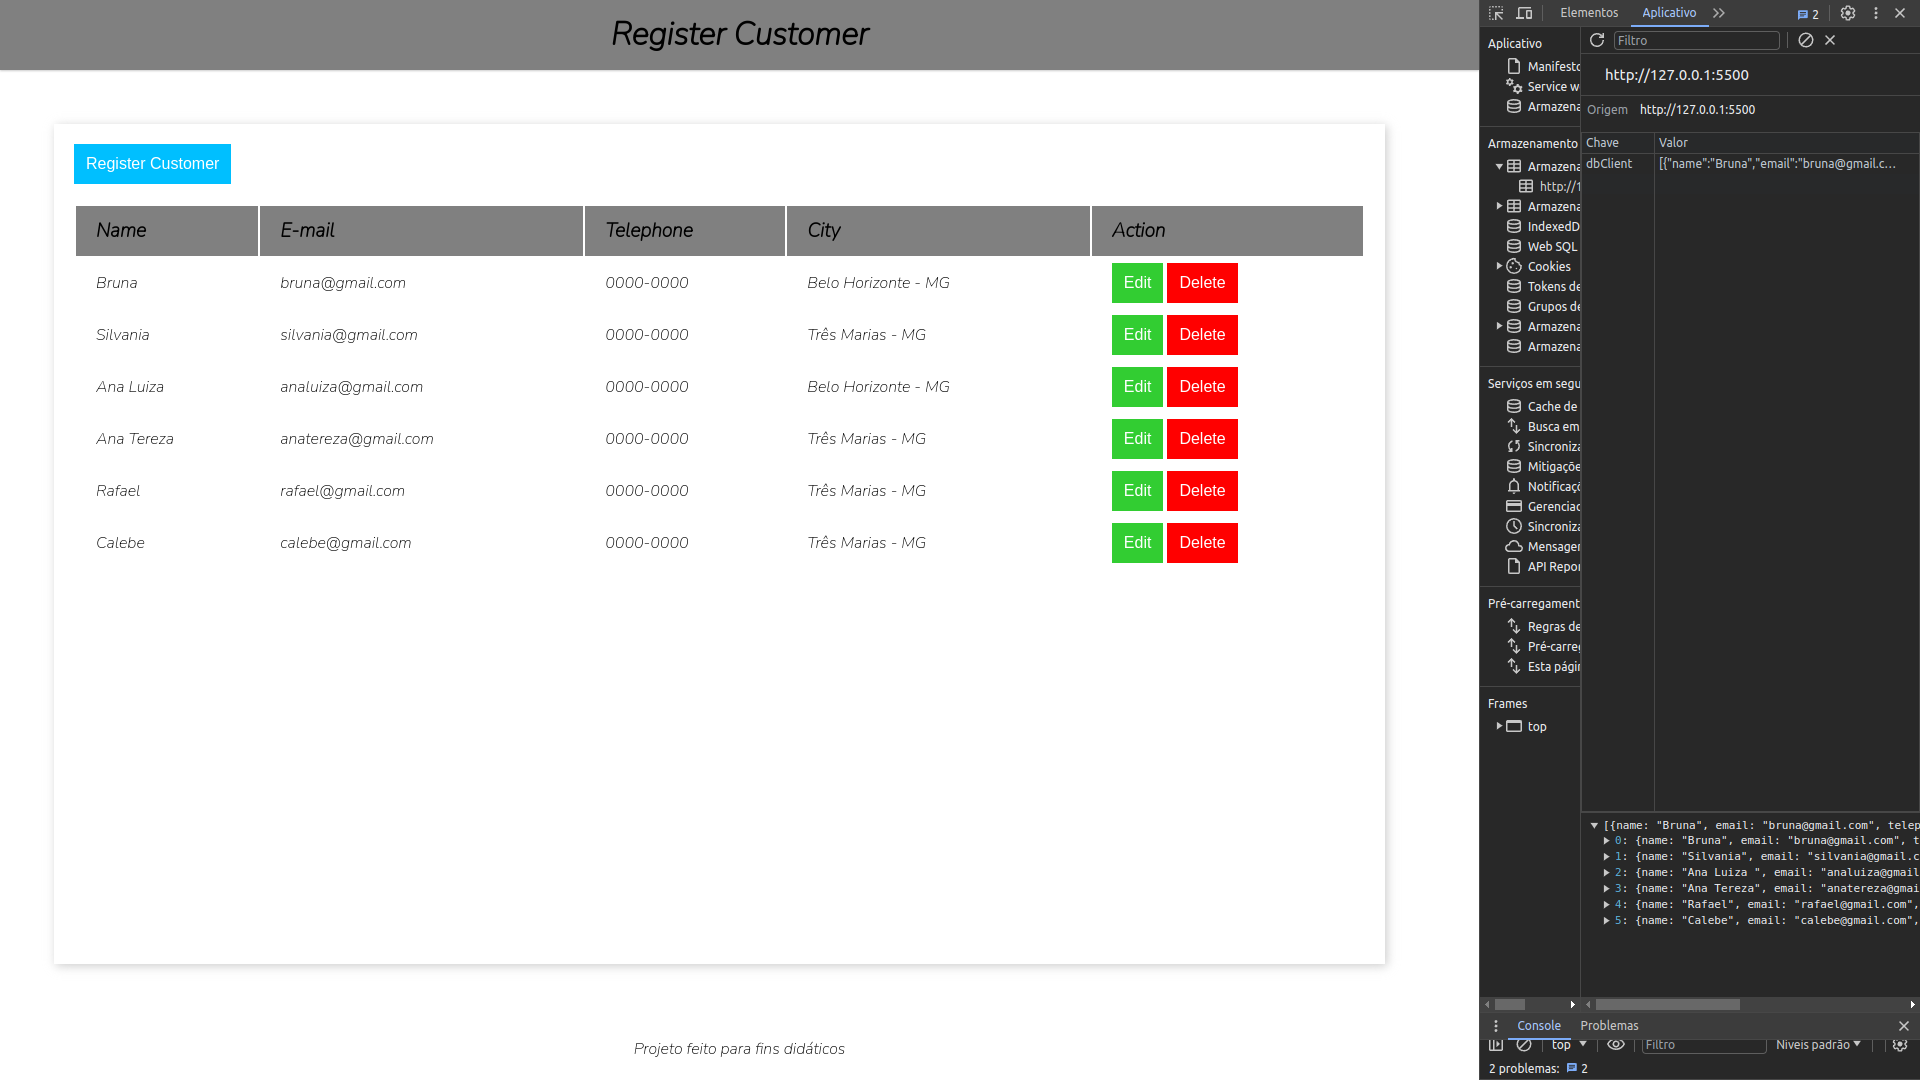 Register Customer
Register Customer
Name E-mail Telephone City Action
Bruna bruna@gmail.com 0000-0000 Belo Horizonte - MG Edit Delete
Silvania silvania@gmail.com 0000-0000 Três Marias - MG Edit Delete
Ana Luiza analuiza@gmail.com 0000-0000 Belo Horizonte - MG Edit Delete
Ana Tereza anatereza@gmail.com 0000-0000 Três Marias - MG Edit Delete
Rafael rafael@gmail.com 0000-0000 Três Marias - MG Edit Delete
Calebe calebe@gmail.com 0000-0000 Três Marias - MG Edit Delete
Projeto feito para fins didáticos
Elementos Aplicativo 2
Aplicativo
Manifesto
Service w
Armazena
Armazenamento
Armazena
http://1
Armazena
IndexedD
Web SQL
Cookies
Tokens de
Grupos de
Armazena
Armazena
Serviços em segu
Cache de
Busca em
Sincroniza
Mitigaçõe
Notificaçõ
Gerenciad
Sincroniza
Mensagen
API Repor
Pré-carregament
Regras de
Pré-carreg
Esta págin
Frames
top
Filtro
http://127.0.0.1:5500
Origem http://127.0.0.1:5500
Chave Valor
dbClient [{"name":"Bruna","email":"bruna@gmail.c...
[{name: "Bruna", email: "bruna@gmail.com", telep
0: {name: "Bruna", email: "bruna@gmail.com", t
1: {name: "Silvania", email: "silvania@gmail.c
2: {name: "Ana Luiza ", email: "analuiza@gmail
3: {name: "Ana Tereza", email: "anatereza@gmai
4: {name: "Rafael", email: "rafael@gmail.com",
5: {name: "Calebe", email: "calebe@gmail.com",
Console Problemas
top Filtro Níveis padrão
2 problemas: 2